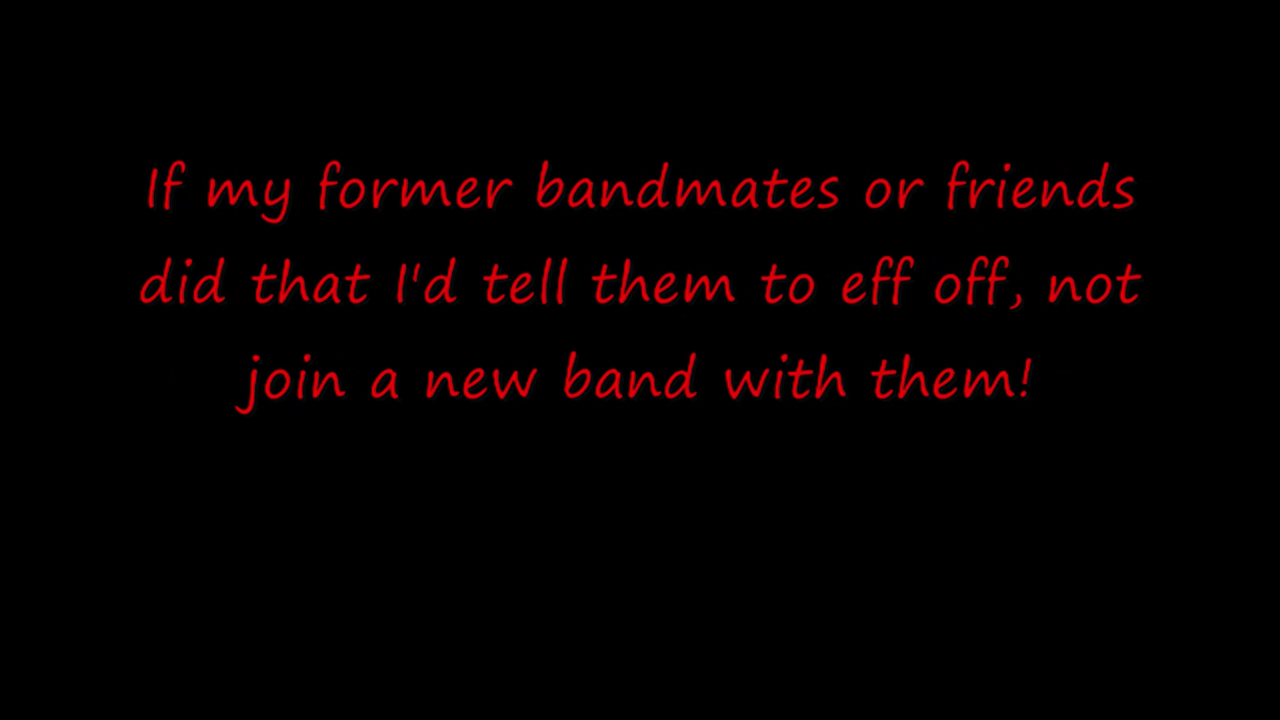 If my former bandmates or friends
did that I'd tell them to eff off, not
join a new band with them!